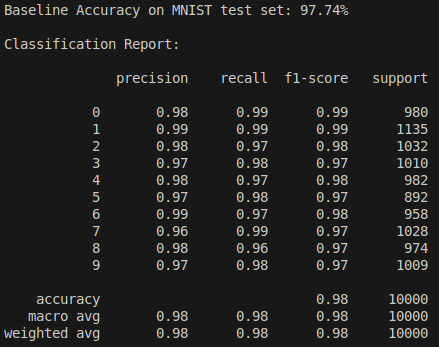 Baseline Accuracy on MNIST test set: 97.74%
Classification Report:
precision recall f1-score support
0 0.98 0.99 0.99 980
1 0.99 0.99 0.99 1135
2 0.98 0.97 0.98 1032
3 0.97 0.98 0.97 1010
4 0.98 0.97 0.98 982
5 0.97 0.98 0.97 892
6 0.99 0.97 0.98 958
7 0.96 0.99 0.97 1028
8 0.98 0.96 0.97 974
9 0.97 0.98 0.97 1009
accuracy 0.98 10000
macro avg 0.98 0.98 0.98 10000
weighted avg 0.98 0.98 0.98 10000